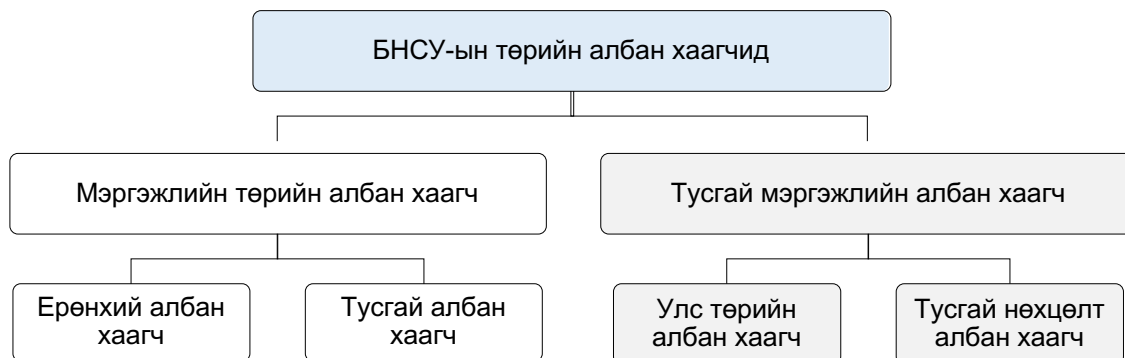 БНСУ-ын төрийн албан хаагчид
Мэргэжлийн төрийн албан хаагч
Тусгай мэргэжлийн албан хаагч
Ерөнхий албан
хаагч
Тусгай албан
хаагч
Улс төрийн
албан хаагч
Тусгай нөхцөлт
албан хаагч